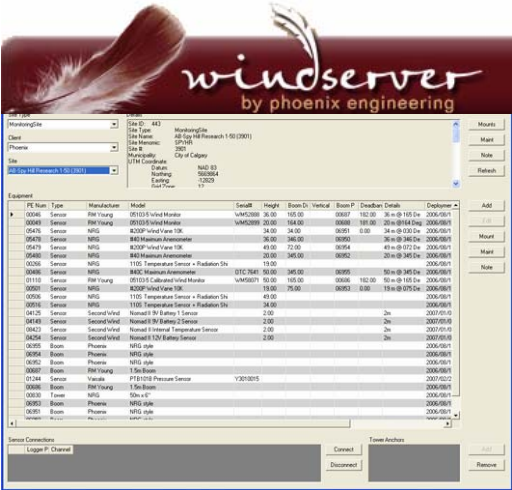 windserver
by phoenix engineering
Site Type
Details
MonitoringSite
Site ID: 443
Site Type: MonitoringSite
Client
Site Name: AB-Spy Hill Research 1-50 (3901)
Site Mnemonic: SPYHR
Phoenix
Site #: 3901
Municipality: City of Calgary
Site
UTM Coordinate
AB-Spy Hill Research 1-50 (3901)
Datum: NAD 83
Northing: 5669864
Easting: -12829
Grid Zone: 12
Mounts
Maint
Note
Refresh
Equipment
PE Num Type Manufacturer Model Serial# Height Boom Di Vertical Boom P Deadban Details Deploymer
00046 Sensor RM Young 05103-5 Wind Monitor WM52888 36.00 165.00 00607 182.00 36 m @ 165 De 2006/08/1
00049 Sensor RM Young 05103-5 Wind Monitor WM52899 20.00 164.00 00688 181.00 20 m @164 Deg 2006/08/1
05476 Sensor NRG #200P Wind Vane 10K 34.00 34.00 06951 0.00 34 m @ 030 De 2006/08/1
05478 Sensor NRG #40 Maximum Anemometer 36.00 346.00 06950 36 m @ 346 De 2006/08/1
05479 Sensor NRG #200P Wind Vane 10K 49.00 72.00 06954 49 m @ 072 De 2006/08/1
05480 Sensor NRG #40 Maximum Anemometer 20.00 345.00 06952 20 m @ 345 De 2006/08/1
00266 Sensor NRG 110S Temperature Sensor + Radiation Shi 19.00 2006/08/1
00486 Sensor NRG #40C Maximum Anemometer OTC 7641 50.00 345.00 06955 50 m @ 345 De 2006/08/1
01110 Sensor RM Young 05103-5 Calibrated Wind Monitor WM58071 50.00 165.00 00686 182.00 50 m @ 165 De 2006/08/1
00501 Sensor NRG #200P Wind Vane 10K 19.00 75.00 06953 0.00 19 m @ 075 De 2006/08/1
00506 Sensor NRG 110S Temperature Sensor + Radiation Shi 49.00 2006/08/1
00516 Sensor NRG 110S Temperature Sensor + Radiation Shi 34.00 2006/08/1
04125 Sensor Second Wind Nomad II 9V Battery 1 Sensor 2.00 2m 2007/01/0
04149 Sensor Second Wind Nomad II 9V Battery 2 Sensor 2.00 2007/01/0
08423 Sensor Second Wind Nomad II Internal Temperature Sensor 2.00 2m 2007/01/0
04254 Sensor Second Wind Nomad II 12V Battery Sensor 2.00 2m 2007/01/0
06955 Boom Phoenix NRG style 2006/08/1
06954 Boom Phoenix NRG style 2006/08/1
06952 Boom Phoenix NRG style 2006/08/1
00687 Boom RM Young 1.5m Boom 2006/08/1
01244 Sensor Vaisala PTB101B Pressure Sensor Y3010015 2007/02/2
00686 Boom RM Young 1.5m Boom 2006/08/1
00030 Tower NRG 50m x 6" 2006/08/1
06953 Boom Phoenix NRG style 2006/08/1
06951 Boom Phoenix NRG style 2006/08/1
Add
Edit
Mount
Maint
Note
Sensor Connections
Tower Anchors
Logger P. Channel
Connect
Disconnect
Add
Remove